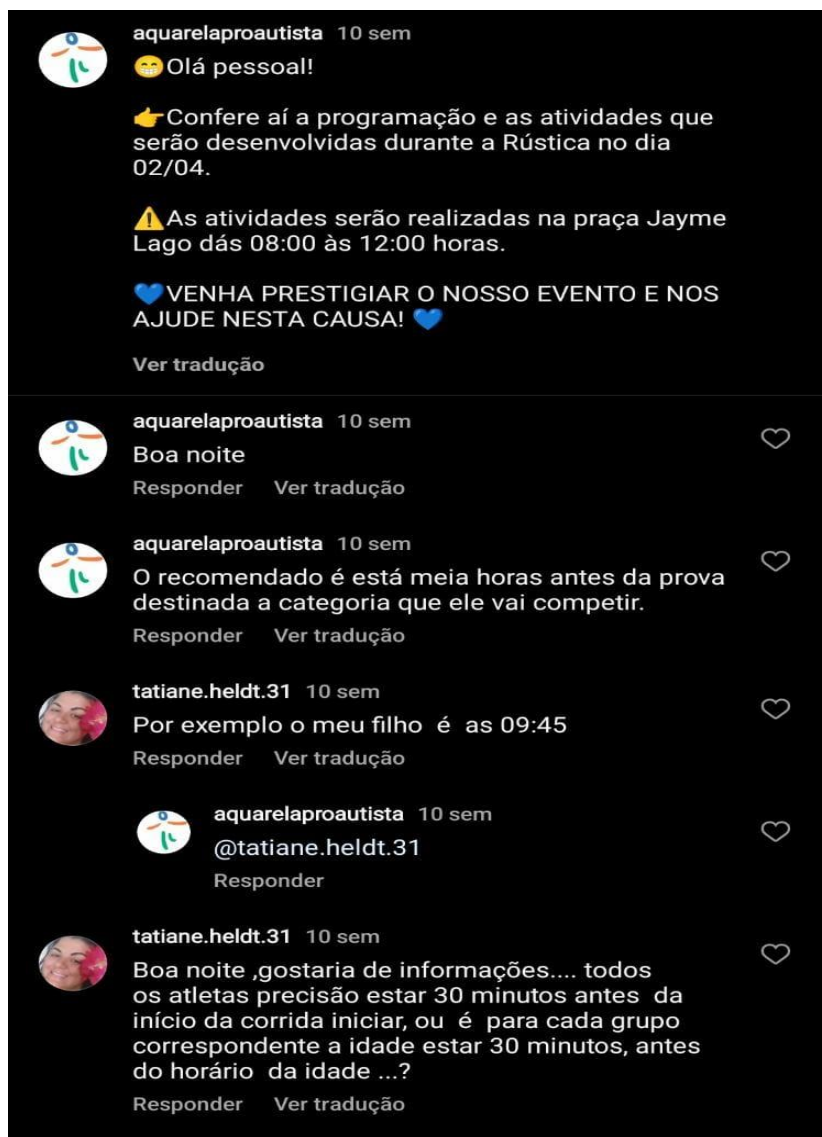 aquarelaproautista 10 sem
😁Olá pessoal!
👉Confere aí a programação e as atividades que
serão desenvolvidas durante a Rústica no dia
02/04.
⚠️As atividades serão realizadas na praça Jayme
Lago dás 08:00 às 12:00 horas.
💙VENHA PRESTIGIAR O NOSSO EVENTO E NOS
AJUDE NESTA CAUSA! 💙
Ver tradução
aquarelaproautista 10 sem
Boa noite
Responder Ver tradução
aquarelaproautista 10 sem
O recomendado é está meia horas antes da prova
destinada a categoria que ele vai competir.
Responder Ver tradução
tatiane.heldt.31 10 sem
Por exemplo o meu filho é as 09:45
Responder Ver tradução
aquarelaproautista 10 sem
@tatiane.heldt.31
Responder
tatiane.heldt.31 10 sem
Boa noite ,gostaria de informações.... todos
os atletas precisão estar 30 minutos antes da
início da corrida iniciar, ou é para cada grupo
correspondente a idade estar 30 minutos, antes
do horário da idade ...?
Responder Ver tradução